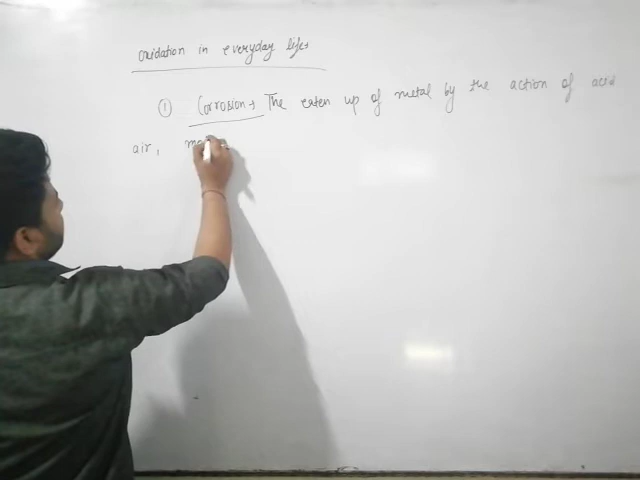 oxidation in everyday life→
① Corrosion → The eaten up of metal by the action of acid
air,